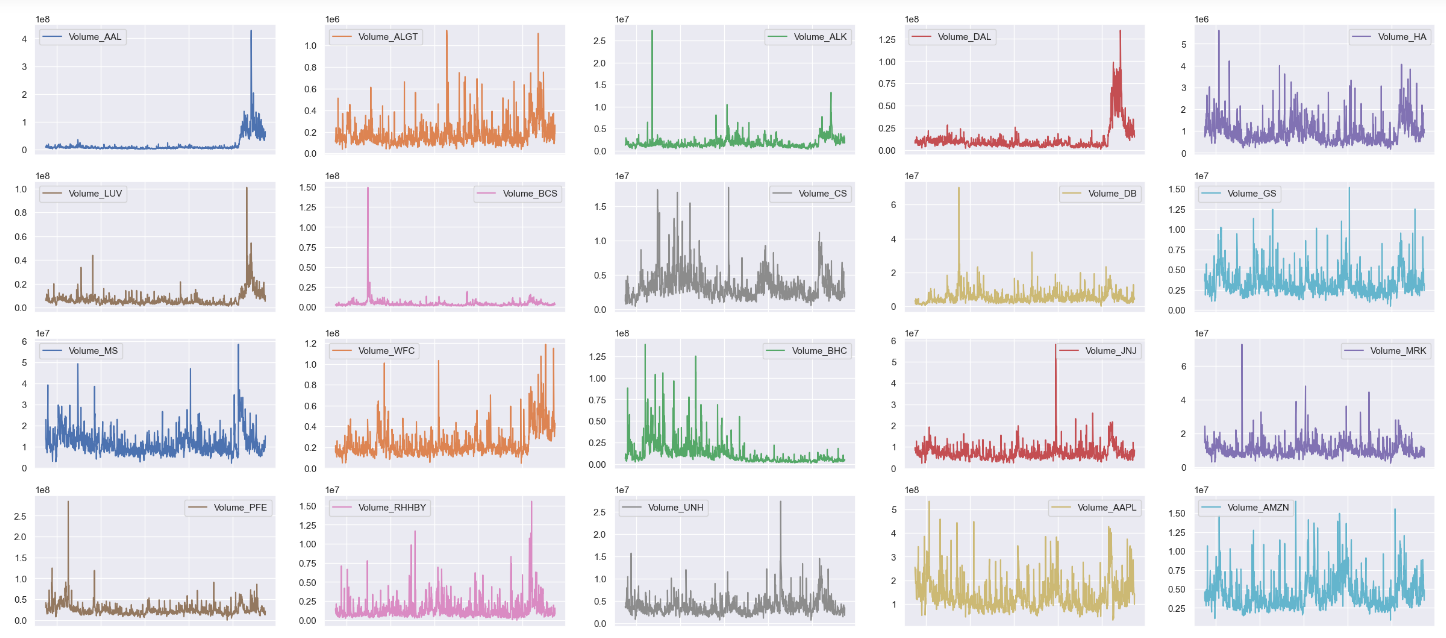 1e8 1e6 1e7 1e8 1e6
Volume_AAL Volume_ALGT Volume_ALK Volume_DAL Volume_HA
4 3 2 1 0
1.0 0.8 0.6 0.4 0.2 0.0
2.5 2.0 1.5 1.0 0.5 0.0
1.25 1.00 0.75 0.50 0.25 0.00
5 4 3 2 1 0
1e8 1e8 1e7 1e7 1e7
Volume_LUV Volume_BCS Volume_CS Volume_DB Volume_GS
1.0 0.8 0.6 0.4 0.2 0.0
1.50 1.25 1.00 0.75 0.50 0.25 0.00
1.5 1.0 0.5 0.0
6 4 2 0
1.50 1.25 1.00 0.75 0.50 0.25 0.00
1e7 1e8 1e8 1e7 1e7
Volume_MS Volume_WFC Volume_BHC Volume_JNJ Volume_MRK
6 5 4 3 2 1 0
1.2 1.0 0.8 0.6 0.4 0.2 0.0
1.25 1.00 0.75 0.50 0.25 0.00
6 5 4 3 2 1 0
6 4 2 0
1e8 1e7 1e7 1e8 1e7
Volume_PFE Volume_RHHBY Volume_UNH Volume_AAPL Volume_AMZN
2.5 2.0 1.5 1.0 0.5 0.0
1.50 1.25 1.00 0.75 0.50 0.25 0.00
2.5 2.0 1.5 1.0 0.5 0.0
5 4 3 2 1
1.50 1.25 1.00 0.75 0.50 0.25